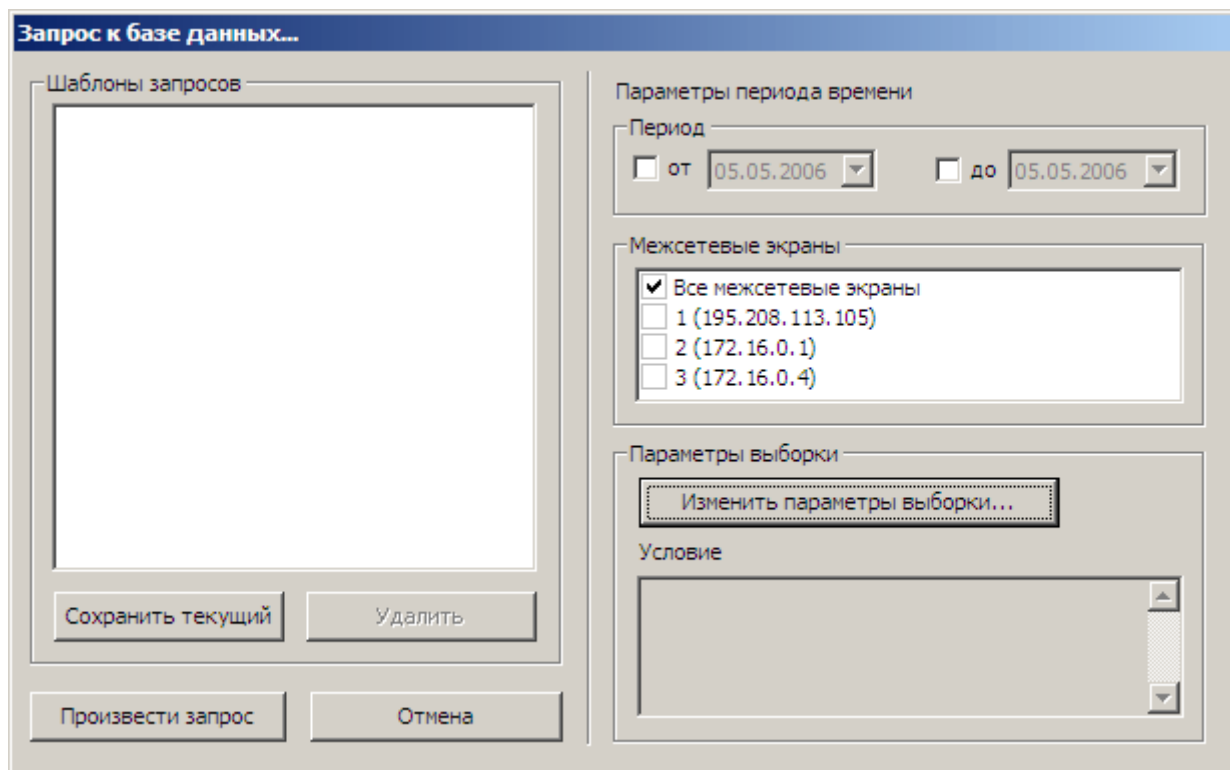 Запрос к базе данных...
Шаблоны запросов
Сохранить текущий
Удалить
Произвести запрос
Отмена
Параметры периода времени
Период
от 05.05.2006 до 05.05.2006
Межсетевые экраны
Все межсетевые экраны
1 (195.208.113.105)
2 (172.16.0.1)
3 (172.16.0.4)
Параметры выборки
Изменить параметры выборки...
Условие